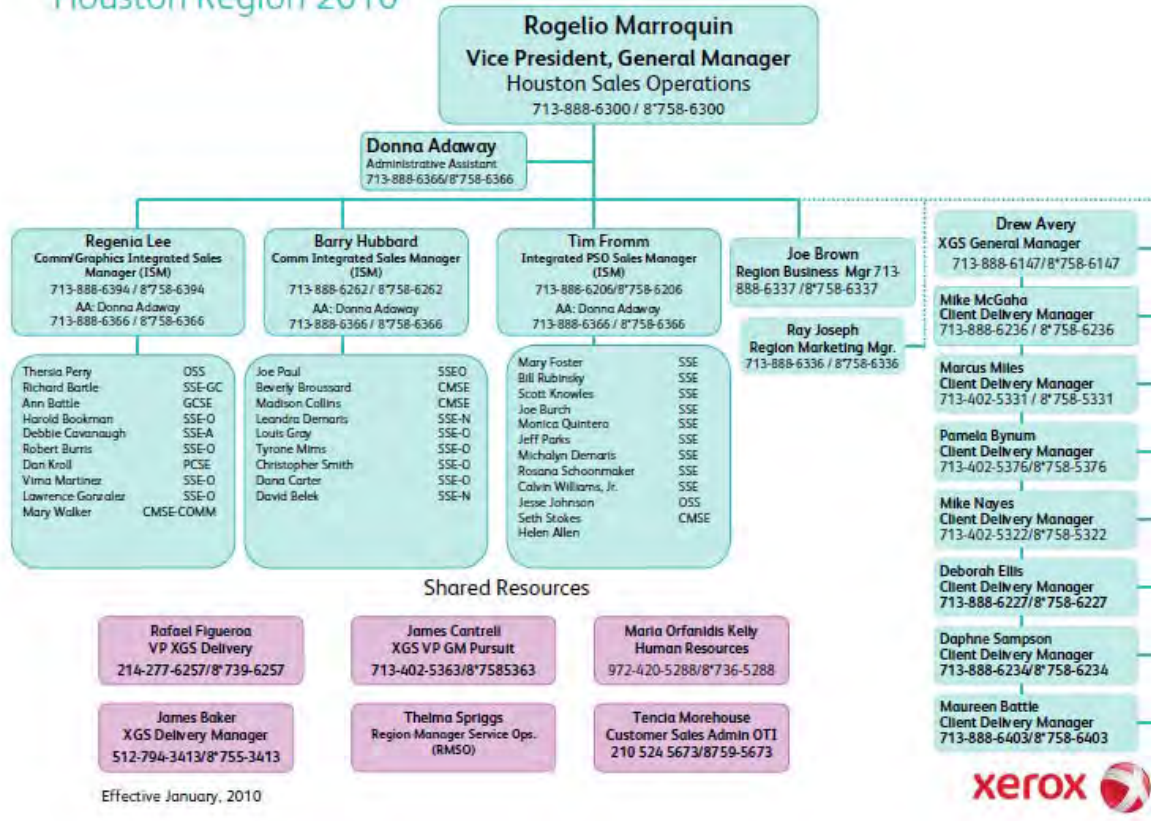 Houston Region 2010
Rogelio Marroquin
Vice President, General Manager
Houston Sales Operations
713-888-6300 / 8*758-6300
Donna Adaway
Administrative Assistant
713-888-6366/8*758-6366
Regenia Lee
Comm/Graphics Integrated Sales
Manager (ISM)
713-888-6394 / 8*758-6394
AA: Donna Adaway
713-888-6366 / 8*758-6366
Barry Hubbard
Comm Integrated Sales Manager
(ISM)
713-888-6262 / 8*758-6262
AA: Donna Adaway
713-888-6366 / 8*758-6366
Tim Fromm
Integrated PSO Sales Manager
(ISM)
713-888-6206/8*758-6206
AA: Donna Adaway
713-888-6366 / 8*758-6366
Joe Brown
Region Business Mgr 713-
888-6337 /8*758-6337
Ray Joseph
Region Marketing Mgr.
713-888-6336 / 8*758-6336
Thersia Perry OSS
Richard Bartle SSE-GC
Ann Battle GCSE
Harold Bookman SSE-O
Debbie Cavanaugh SSE-A
Robert Burris SSE-O
Dan Kroll PCSE
Virna Martinez SSE-O
Lawrence Gonzalez SSE-O
Mary Walker CMSE-COMM
Joe Paul SSEO
Beverly Broussard CMSE
Madison Collins CMSE
Leandra Demaris SSE-N
Louis Gray SSE-O
Tyrone Mims SSE-O
Christopher Smith SSE-O
Dana Carter SSE-O
David Belek SSE-N
Mary Foster SSE
Bill Rubinsky SSE
Scott Knowles SSE
Joe Burch SSE
Monica Quintero SSE
Jeff Parks SSE
Michalyn Demaris SSE
Rosana Schoonmaker SSE
Calvin Williams, Jr. SSE
Jesse Johnson OSS
Seth Stokes CMSE
Helen Allen
Drew Avery
XGS General Manager
713-888-6147/8*758-6147
Mike McGaha
Client Delivery Manager
713-888-6236 / 8*758-6236
Marcus Miles
Client Delivery Manager
713-402-5331 / 8*758-5331
Pamela Bynum
Client Delivery Manager
713-402-5376/8*758-5376
Mike Nayes
Client Delivery Manager
713-402-5322/8*758-5322
Deborah Ellis
Client Delivery Manager
713-888-6227/8*758-6227
Daphne Sampson
Client Delivery Manager
713-888-6234/8*758-6234
Maureen Battle
Client Delivery Manager
713-888-6403/8*758-6403
Shared Resources
Rafael Figueroa
VP XGS Delivery
214-277-6257/8*739-6257
James Cantrell
XGS VP GM Pursuit
713-402-5363/8*7585363
Maria Orfanidis Kelly
Human Resources
972-420-5288/8*736-5288
James Baker
XGS Delivery Manager
512-794-3413/8*755-3413
Thelma Spriggs
Region Manager Service Ops.
(RMSO)
Tencia Morehouse
Customer Sales Admin OTI
210 524 5673/8759-5673
Effective January, 2010
xerox